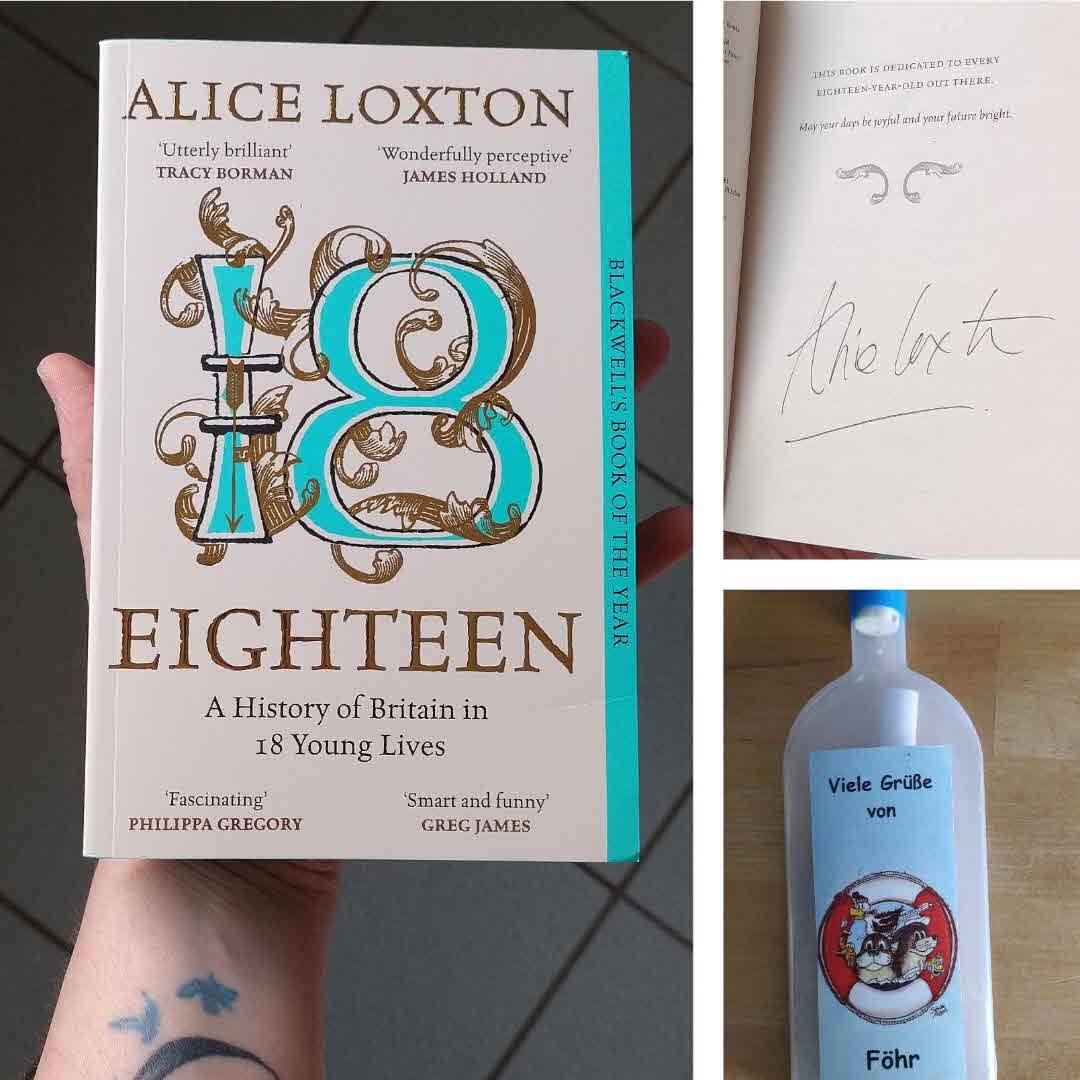 ALICE LOXTON
‘Utterly brilliant’
TRACY BORMAN
‘Wonderfully perceptive’
JAMES HOLLAND
18
EIGHTEEN
A History of Britain in
18 Young Lives
‘Fascinating’
PHILIPPA GREGORY
‘Smart and funny’
GREG JAMES
BLACKWELL'S BOOK OF THE YEAR
THIS BOOK IS DEDICATED TO EVERY
EIGHTEEN-YEAR-OLD OUT THERE.
May your days be joyful and your future bright.
Alice Loxton
Viele Grüße
von
Föhr